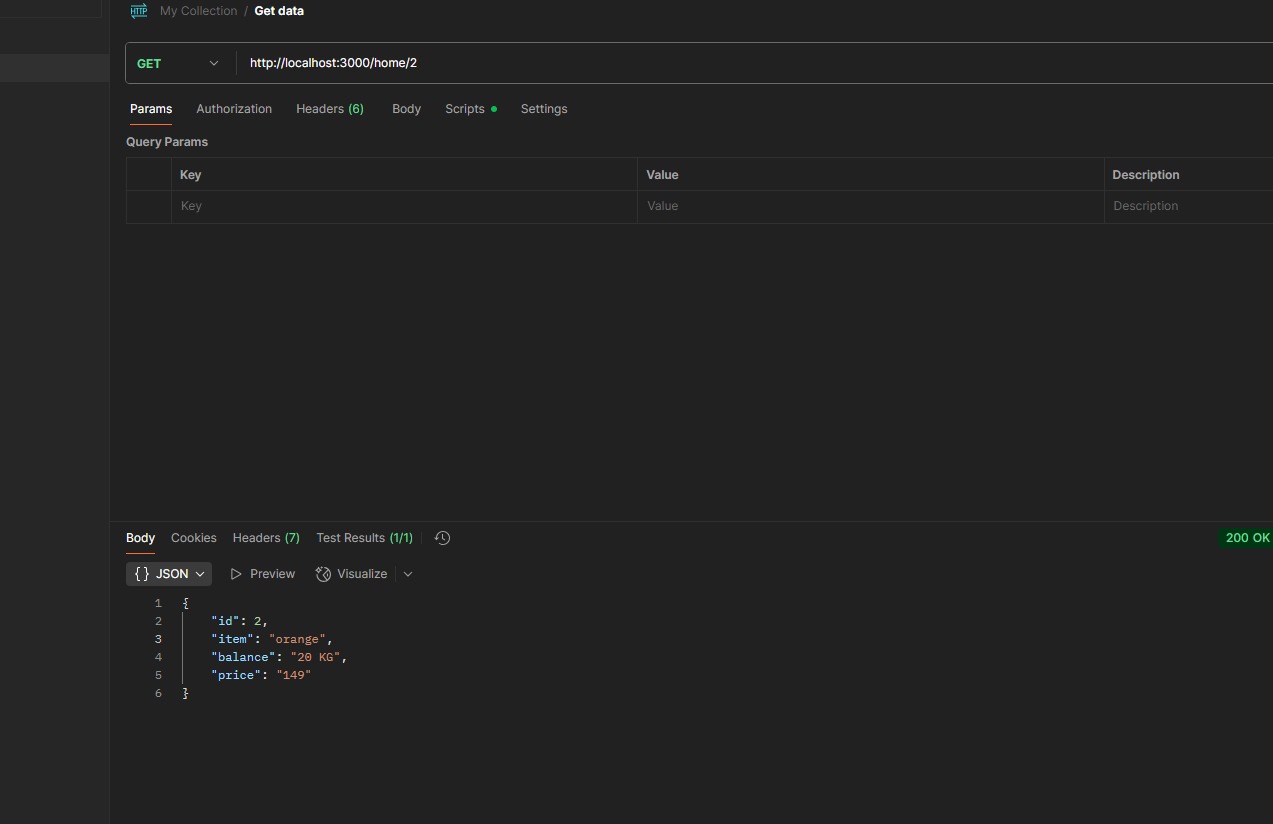 HTTP My Collection / Get data
GET http://localhost:3000/home/2
Params Authorization Headers (6) Body Scripts Settings
Query Params
Key Value Description
Key Value Description
Body Cookies Headers (7) Test Results (1/1) 200 OK
{} JSON Preview Visualize
1 {
2 "id": 2,
3 "item": "orange",
4 "balance": "20 KG",
5 "price": "149"
6 }